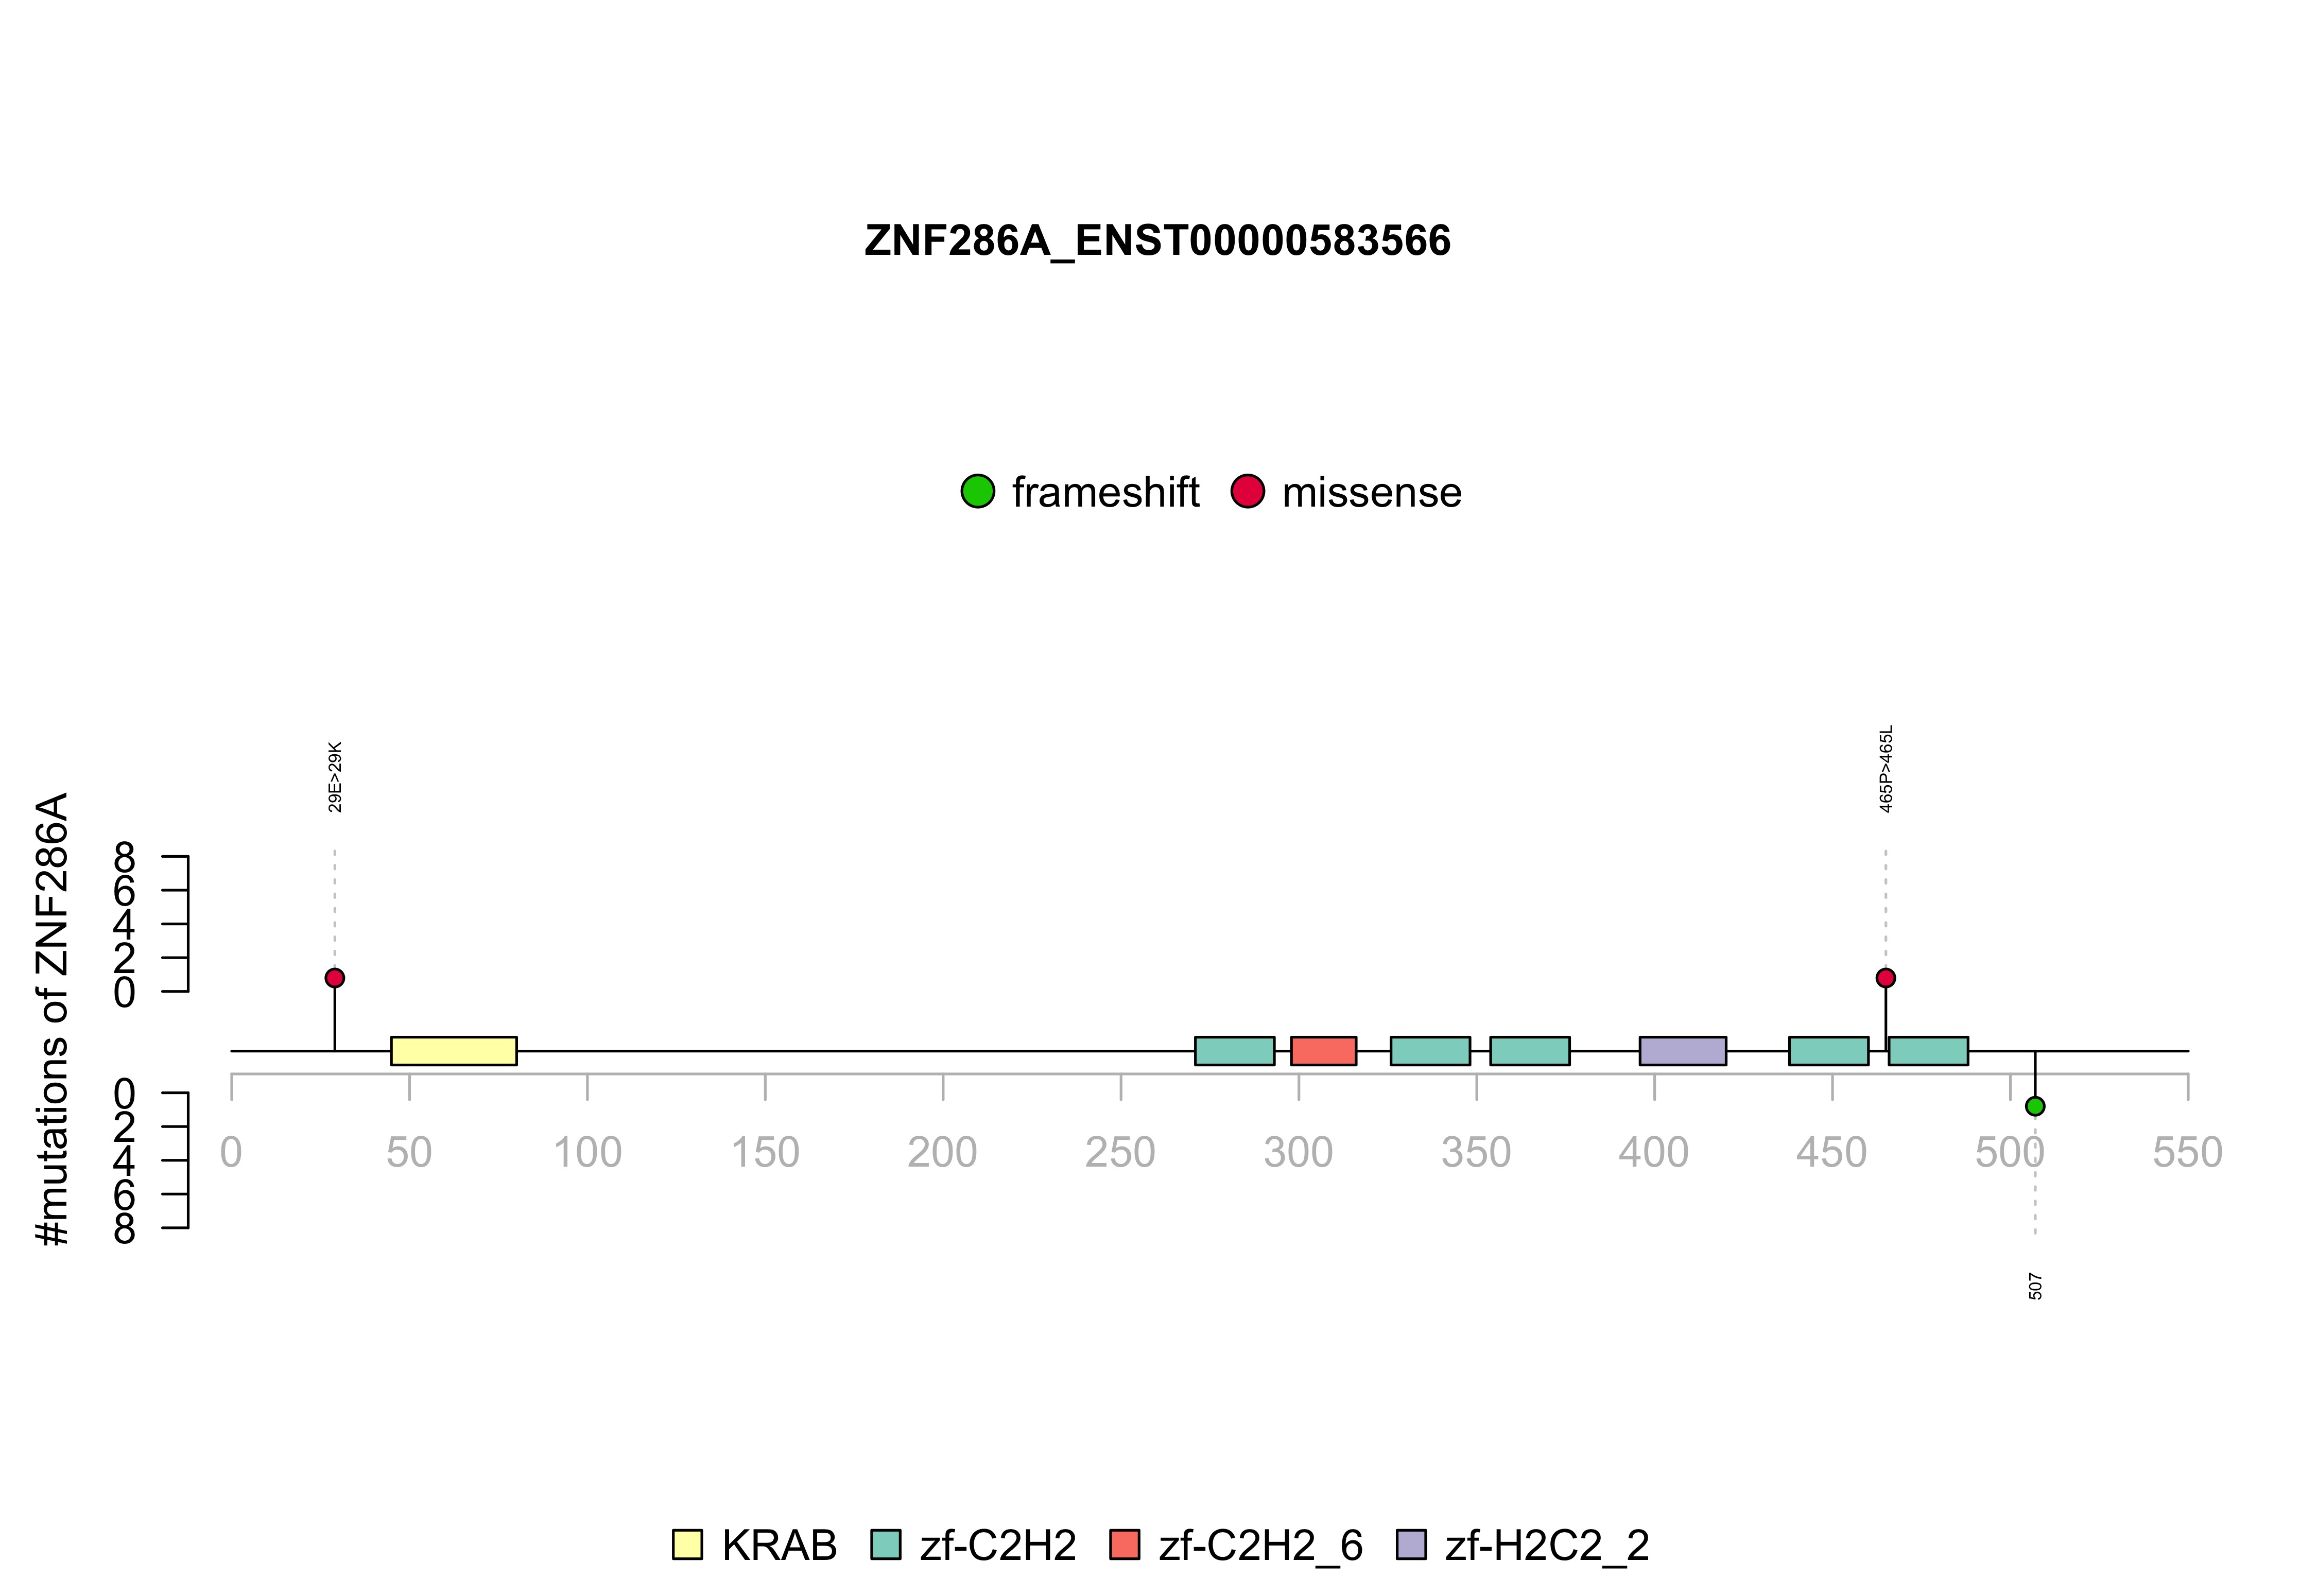 ZNF286A_ENST00000583566
frameshift missense
29E>29K
465P>465L
#mutations of ZNF286A
8
6
4
2
0
0
2
4
6
8
0 50 100 150 200 250 300 350 400 450 500 550
507
KRAB zf-C2H2 zf-C2H2_6 zf-H2C2_2